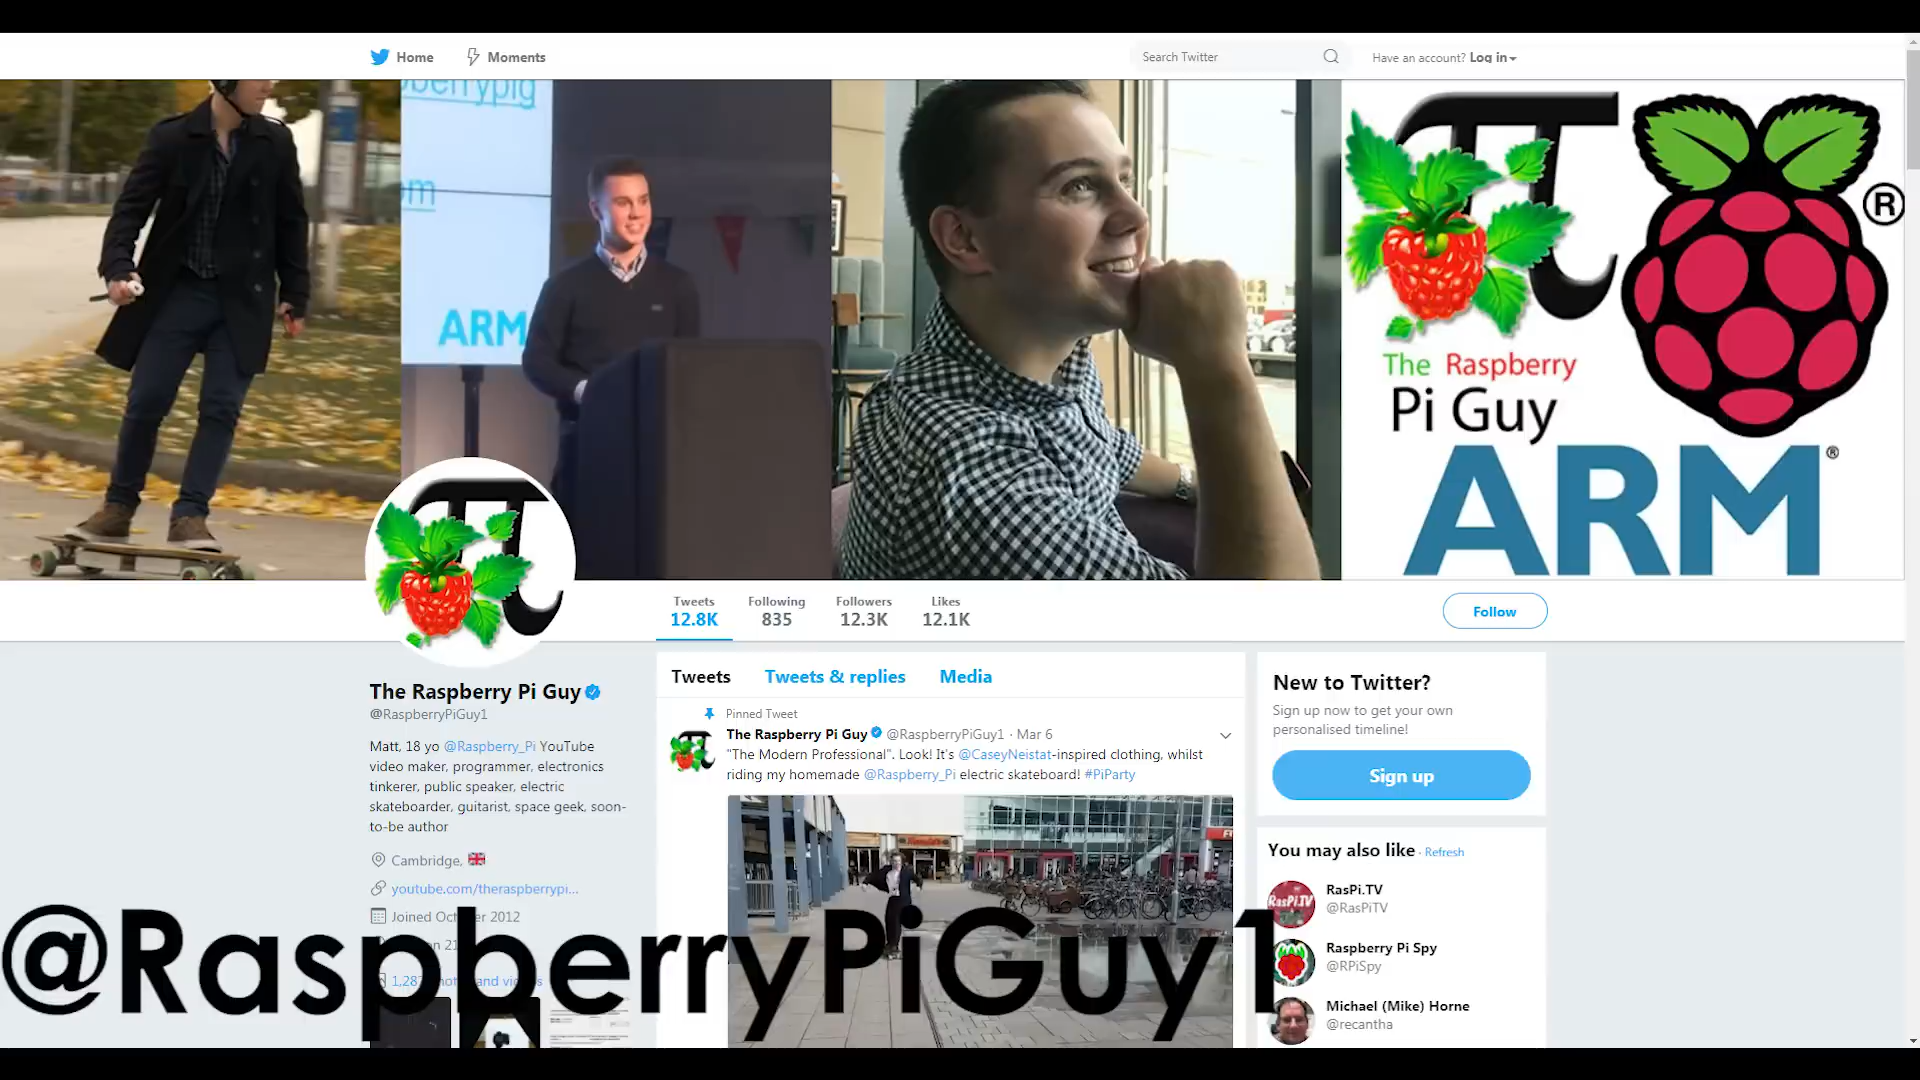 Home
Moments
Search Twitter
Have an account? Log in
berrypig
om
ARM
The Raspberry
Pi Guy
®
ARM
®
Tweets
12.8K
Following
835
Followers
12.3K
Likes
12.1K
Follow
The Raspberry Pi Guy
@RaspberryPiGuy1
Matt, 18 yo @Raspberry_Pi YouTube
video maker, programmer, electronics
tinkerer, public speaker, electric
skateboarder, guitarist, space geek, soon-
to-be author
Cambridge,
youtube.com/theraspberrypi...
Joined October 2012
Tweets
Tweets & replies
Media
Pinned Tweet
The Raspberry Pi Guy @RaspberryPiGuy1 · Mar 6
"The Modern Professional". Look! It's @CaseyNeistat-inspired clothing, whilst
riding my homemade @Raspberry_Pi electric skateboard! #PiParty
New to Twitter?
Sign up now to get your own
personalised timeline!
Sign up
You may also like · Refresh
RasPi.TV
RasPi.TV
@RasPiTV
Raspberry Pi Spy
@RPiSpy
Michael (Mike) Horne
@recantha
@RaspberryPiGuy1